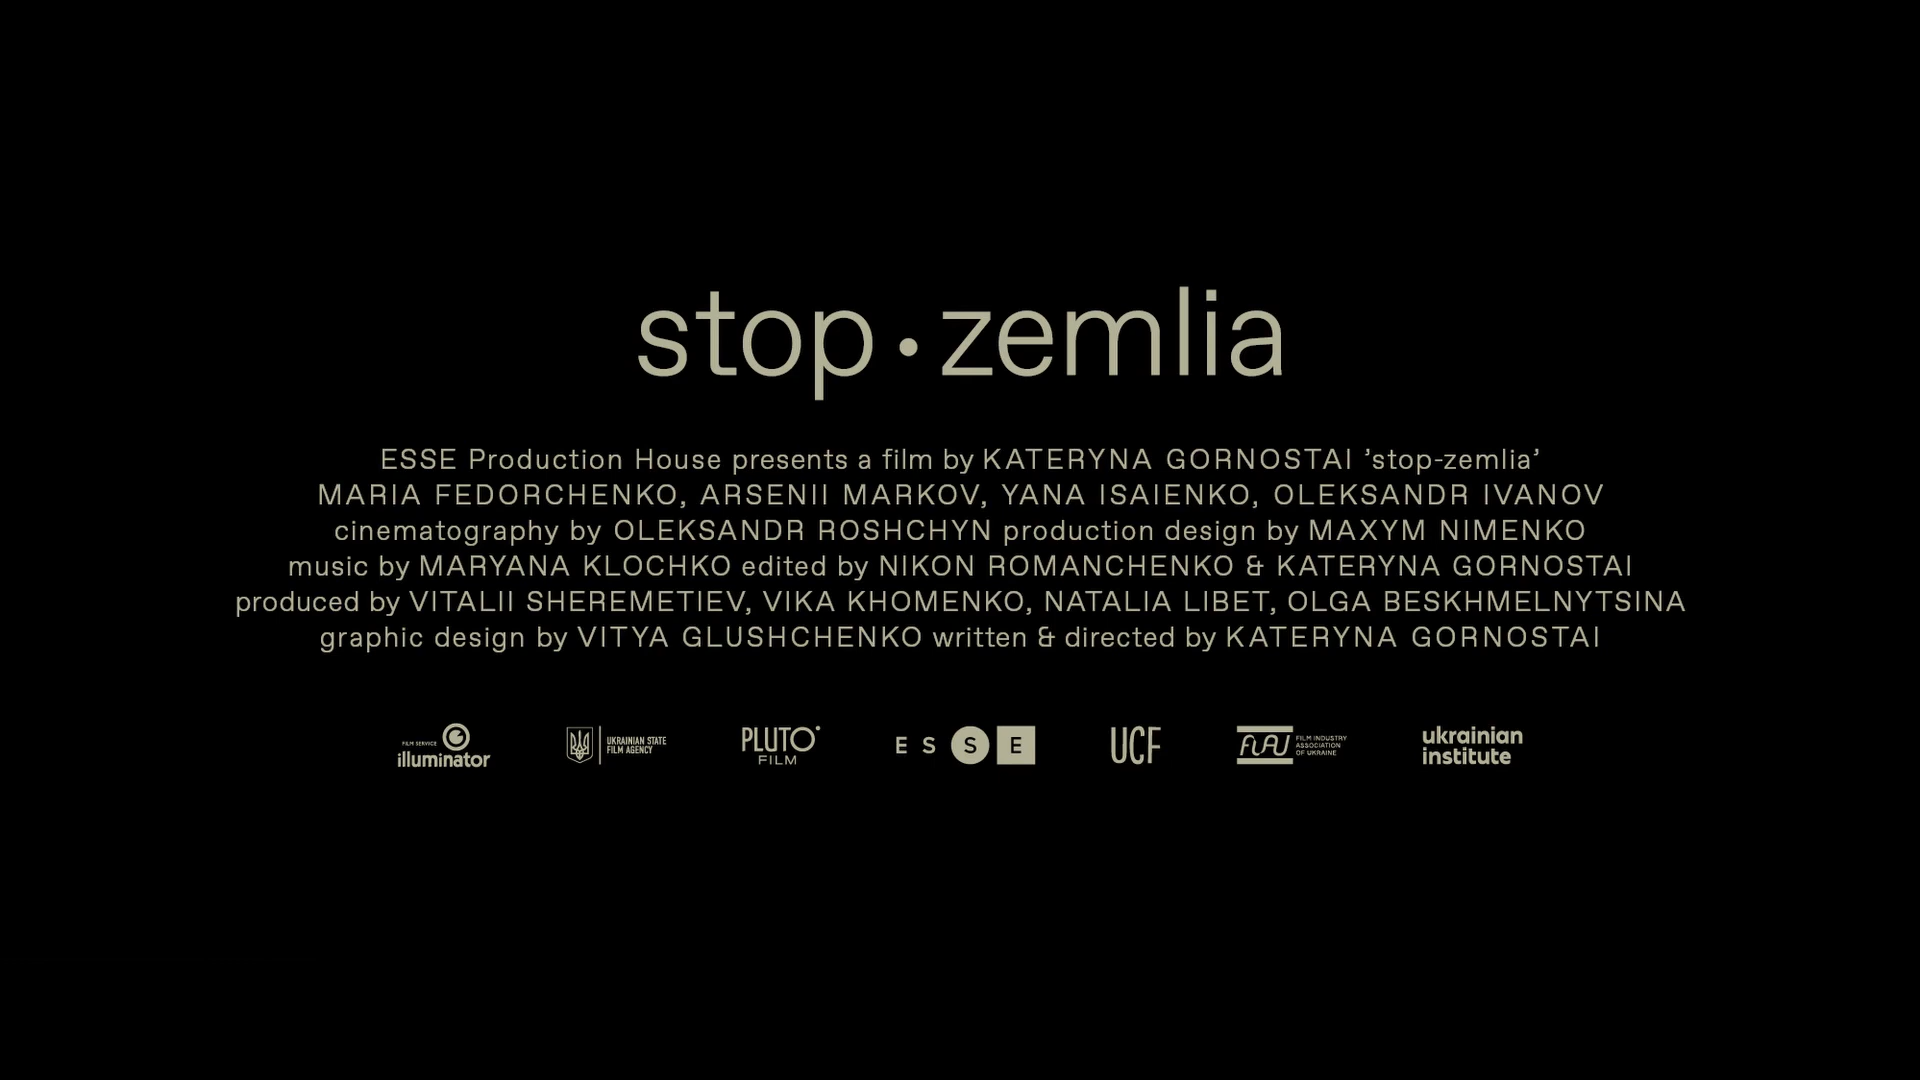 stop·zemlia
ESSE Production House presents a film by KATERYNA GORNOSTAI ’stop-zemlia’
MARIA FEDORCHENKO, ARSENII MARKOV, YANA ISAIENKO, OLEKSANDR IVANOV
cinematography by OLEKSANDR ROSHCHYN production design by MAXYM NIMENKO
music by MARYANA KLOCHKO edited by NIKON ROMANCHENKO & KATERYNA GORNOSTAI
produced by VITALII SHEREMETIEV, VIKA KHOMENKO, NATALIA LIBET, OLGA BESKHMELNYTSINA
graphic design by VITYA GLUSHCHENKO written & directed by KATERYNA GORNOSTAI
FILM SERVICE
illuminator
UKRAINIAN STATE
FILM AGENCY
PLUTO
FILM
E S S E
UCF
FILM INDUSTRY
ASSOCIATION
OF UKRAINE
ukrainian
institute